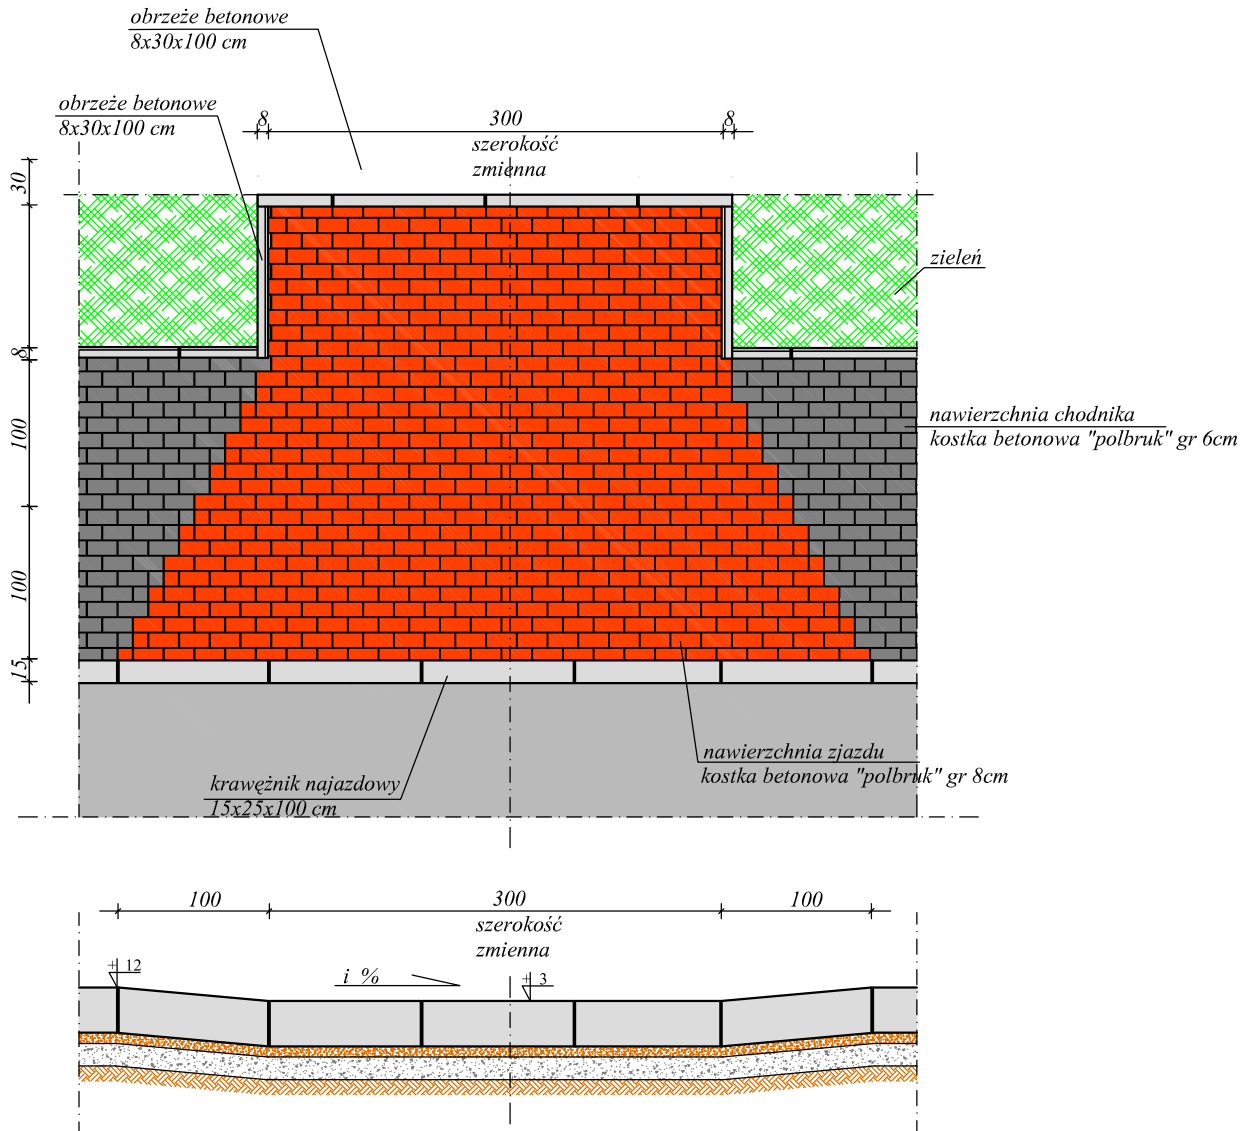 obrzeże betonowe
8x30x100 cm
obrzeże betonowe
8x30x100 cm
8
300
8
szerokość
zmienna
30
zieleń
8
100
nawierzchnia chodnika
kostka betonowa "polbruk" gr 6cm
100
15
nawierzchnia zjazdu
kostka betonowa "polbruk" gr 8cm
krawężnik najazdowy
15x25x100 cm
100
300
100
szerokość
zmienna
+ 12
i %
+ 3